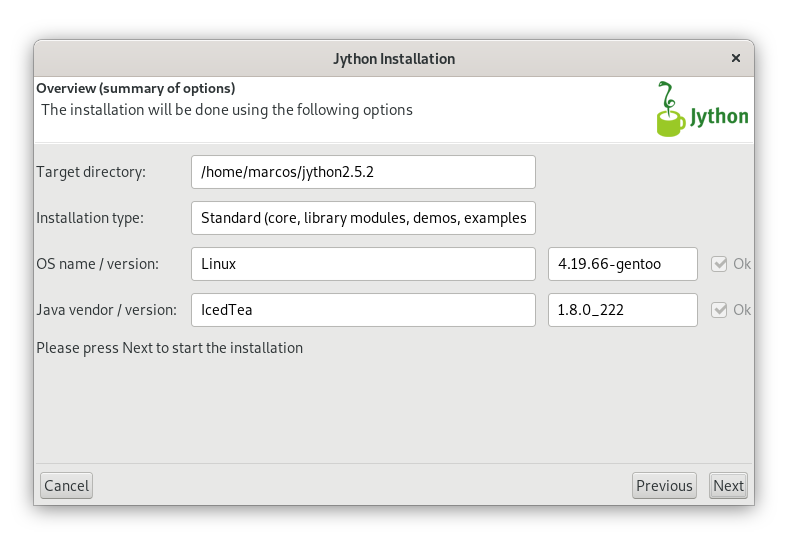 Jython Installation ×
Overview (summary of options)
The installation will be done using the following options
Jython
Target directory: /home/marcos/jython2.5.2
Installation type: Standard (core, library modules, demos, examples
OS name / version: Linux 4.19.66-gentoo Ok
Java vendor / version: IcedTea 1.8.0_222 Ok
Please press Next to start the installation
Cancel Previous Next